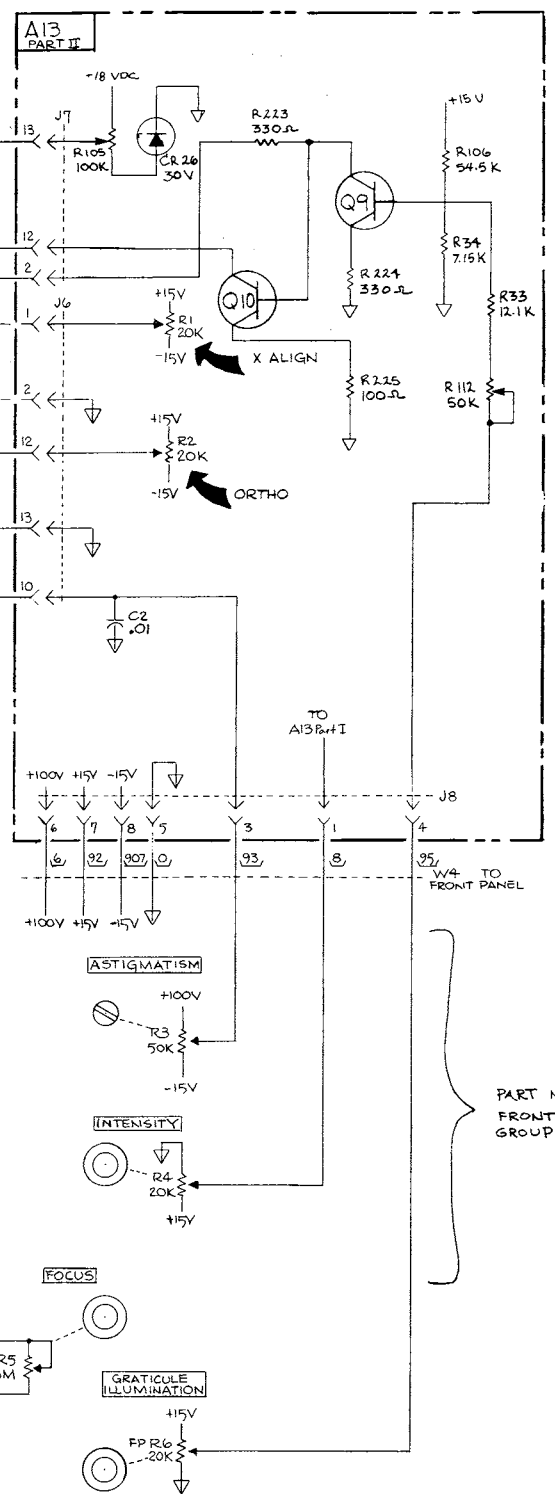 A13
PART II
+18 VDC
J7
13
R105
100K
CR26
30V
R223
330Ω
+15V
R106
54.5K
Q9
12
2
R34
7.15K
R224
330Ω
R33
12.1K
J6
1
+15V
R1
20K
-15V
Q10
X ALIGN
R225
100Ω
R112
50K
2
12
+15V
R2
20K
-15V
ORTHO
13
10
C2
.01
TO
A13 Part I
+100V
+15V
-15V
J8
6
7
8
5
3
1
4
6
92
907
0
93
8
95
W4 TO
FRONT PANEL
+100V
+15V
-15V
ASTIGMATISM
+100V
R3
50K
-15V
PART
FRONT
GROUP
INTENSITY
R4
20K
+15V
FOCUS
R5
M
GRATICULE
ILLUMINATION
+15V
FP R6
20K